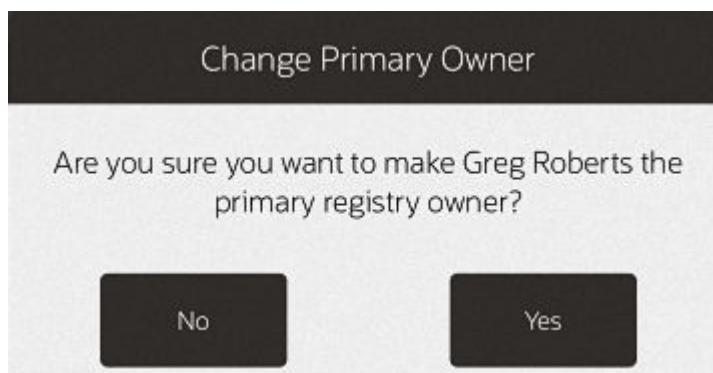 Change Primary Owner
Are you sure you want to make Greg Roberts the
primary registry owner?
No
Yes